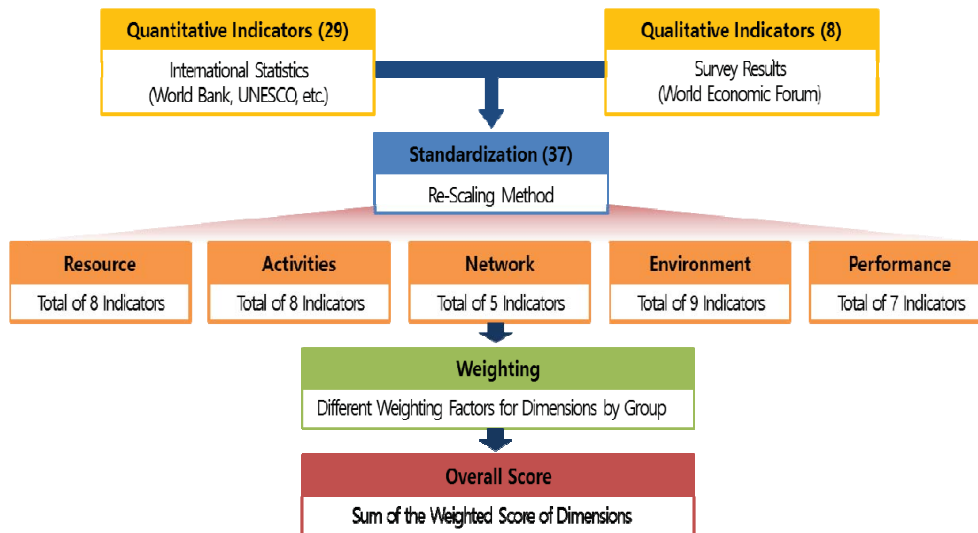 Quantitative Indicators (29)
International Statistics
(World Bank, UNESCO, etc.)
Qualitative Indicators (8)
Survey Results
(World Economic Forum)
Standardization (37)
Re-Scaling Method
Resource
Total of 8 Indicators
Activities
Total of 8 Indicators
Network
Total of 5 Indicators
Environment
Total of 9 Indicators
Performance
Total of 7 Indicators
Weighting
Different Weighting Factors for Dimensions by Group
Overall Score
Sum of the Weighted Score of Dimensions